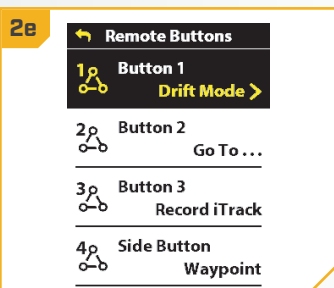 2e
Remote Buttons
1 Button 1
Drift Mode >
2 Button 2
Go To ...
3 Button 3
Record iTrack
4 Side Button
Waypoint